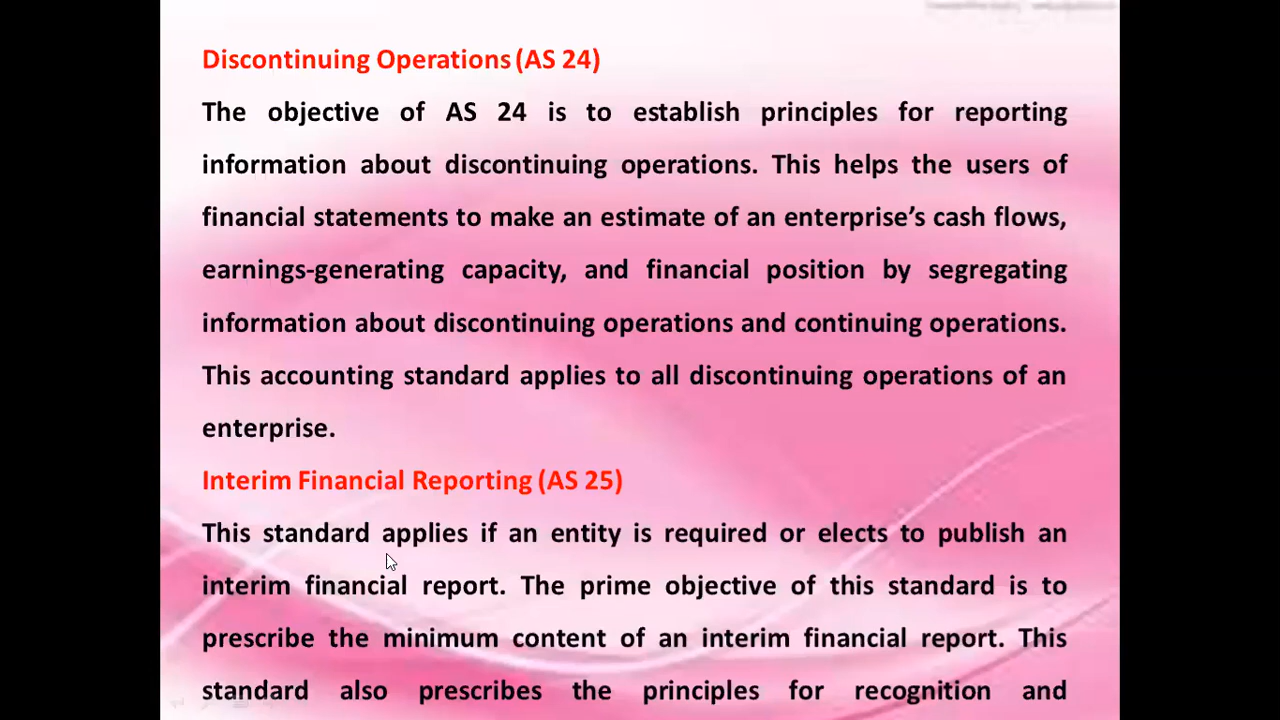 Discontinuing Operations (AS 24)
The objective of AS 24 is to establish principles for reporting
information about discontinuing operations. This helps the users of
financial statements to make an estimate of an enterprise’s cash flows,
earnings-generating capacity, and financial position by segregating
information about discontinuing operations and continuing operations.
This accounting standard applies to all discontinuing operations of an
enterprise.
Interim Financial Reporting (AS 25)
This standard applies if an entity is required or elects to publish an
interim financial report. The prime objective of this standard is to
prescribe the minimum content of an interim financial report. This
standard also prescribes the principles for recognition and